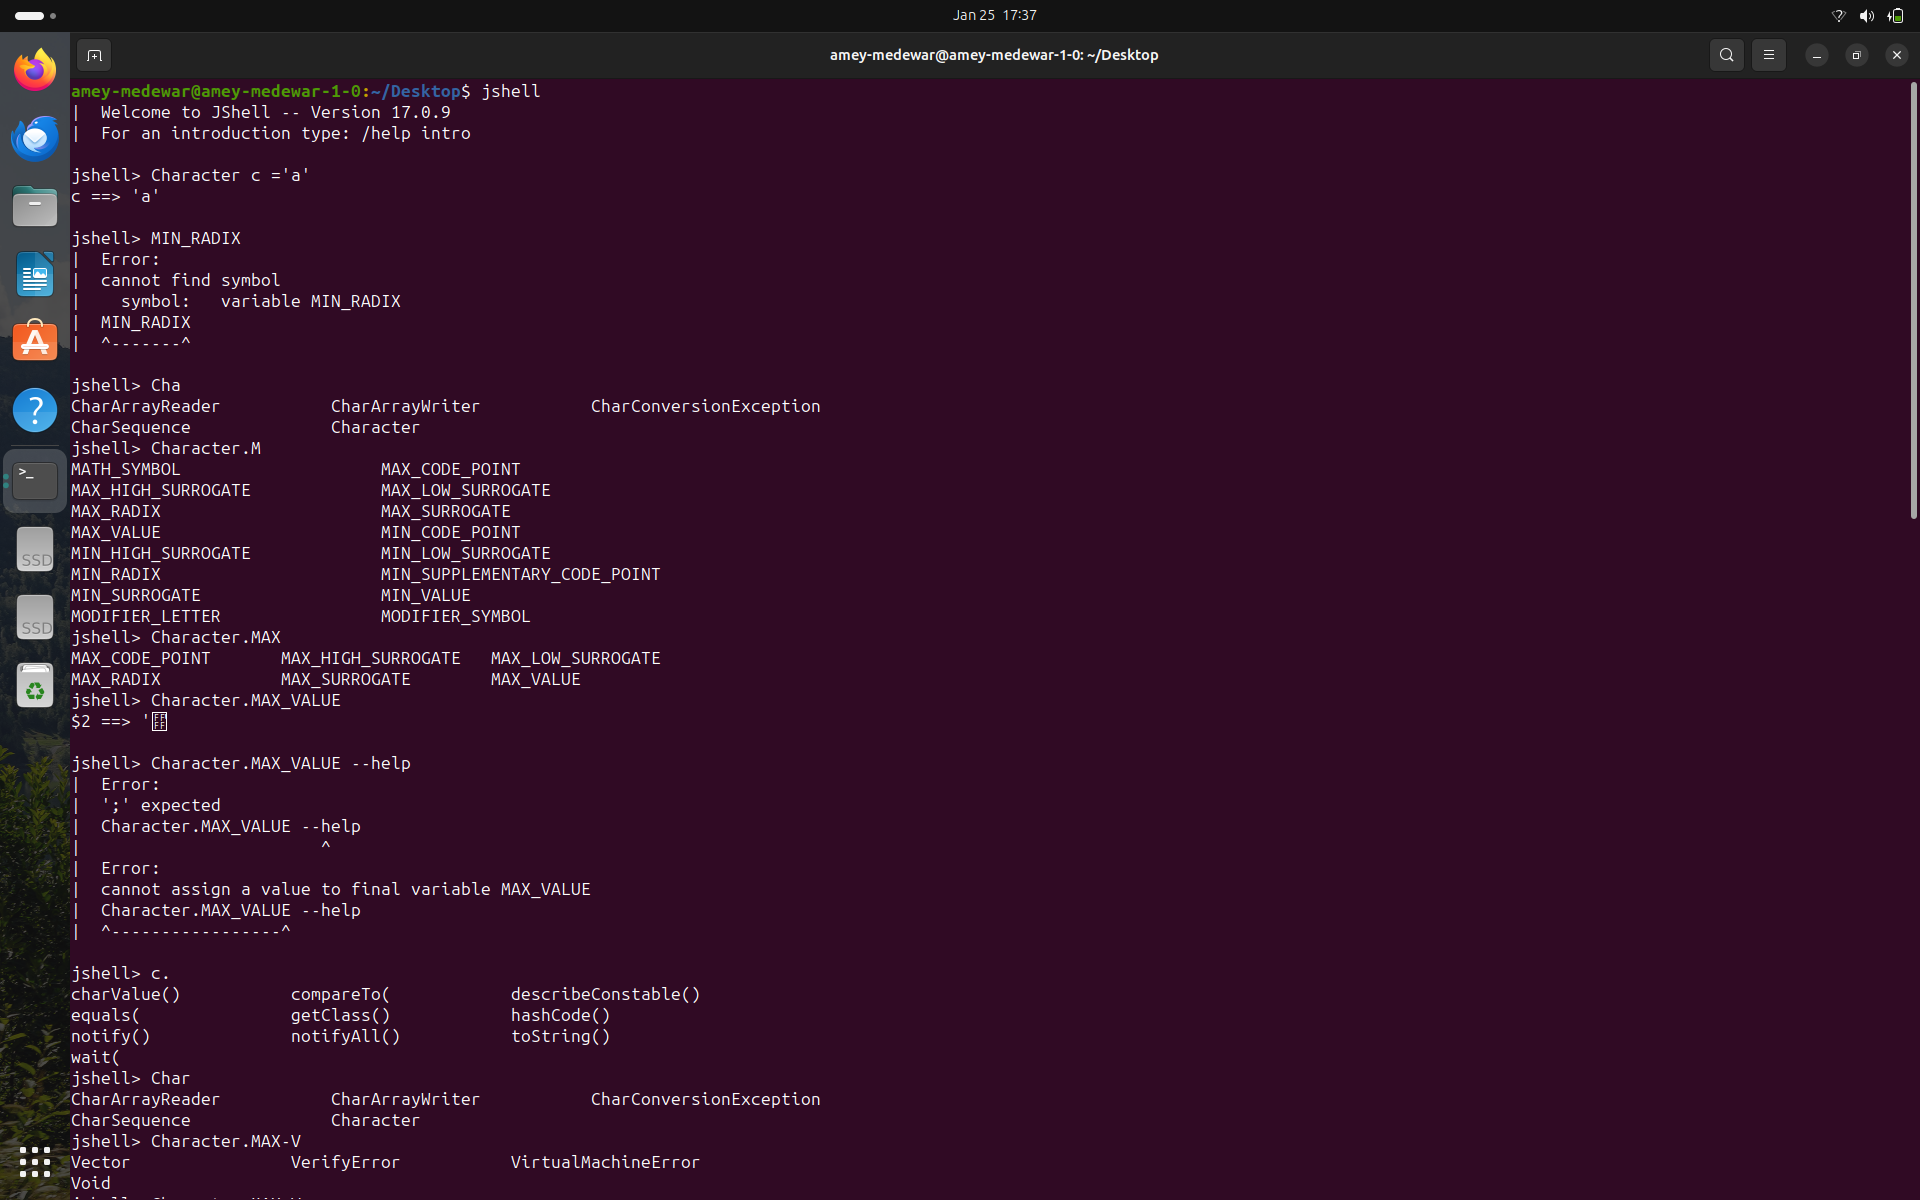 Jan 25 17:37
amey-medewar@amey-medewar-1-0: ~/Desktop
amey-medewar@amey-medewar-1-0:~/Desktop$ jshell
|  Welcome to JShell -- Version 17.0.9
|  For an introduction type: /help intro
jshell> Character c ='a'
c ==> 'a'
jshell> MIN_RADIX
|  Error:
|  cannot find symbol
|    symbol:   variable MIN_RADIX
|  MIN_RADIX
|  ^-------^
jshell> Cha
CharArrayReader           CharArrayWriter           CharConversionException
CharSequence              Character
jshell> Character.M
MATH_SYMBOL                    MAX_CODE_POINT
MAX_HIGH_SURROGATE             MAX_LOW_SURROGATE
MAX_RADIX                      MAX_SURROGATE
MAX_VALUE                      MIN_CODE_POINT
MIN_HIGH_SURROGATE             MIN_LOW_SURROGATE
MIN_RADIX                      MIN_SUPPLEMENTARY_CODE_POINT
MIN_SURROGATE                  MIN_VALUE
MODIFIER_LETTER                MODIFIER_SYMBOL
jshell> Character.MAX
MAX_CODE_POINT       MAX_HIGH_SURROGATE   MAX_LOW_SURROGATE
MAX_RADIX            MAX_SURROGATE        MAX_VALUE
jshell> Character.MAX_VALUE
$2 ==> 'FFFF
jshell> Character.MAX_VALUE --help
|  Error:
|  ';' expected
|  Character.MAX_VALUE --help
|                        ^
|  Error:
|  cannot assign a value to final variable MAX_VALUE
|  Character.MAX_VALUE --help
|  ^-----------------^
jshell> c.
charValue()           compareTo(            describeConstable()
equals(               getClass()            hashCode()
notify()              notifyAll()           toString()
wait(
jshell> Char
CharArrayReader           CharArrayWriter           CharConversionException
CharSequence              Character
jshell> Character.MAX-V
Vector                VerifyError           VirtualMachineError
Void
SSD
SSD